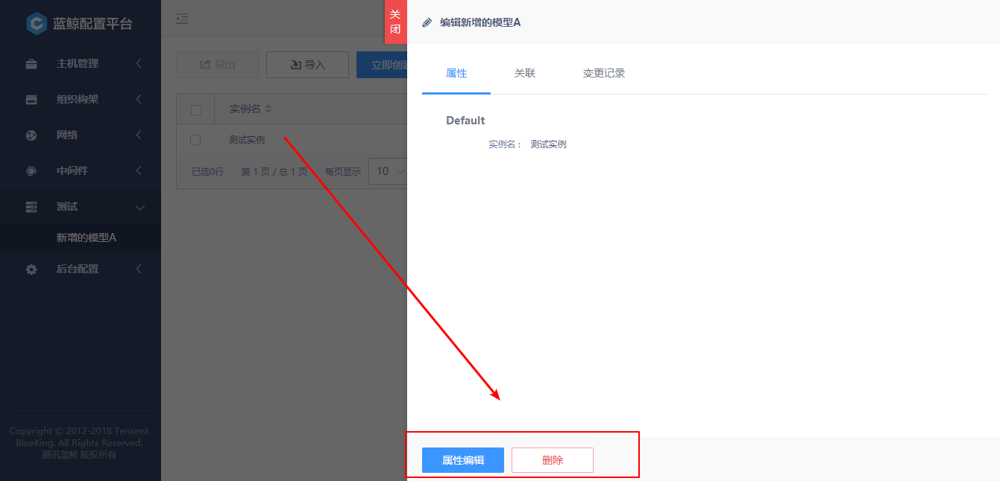 蓝鲸配置平台
主机管理
组织构架
网络
中间件
测试
新增的模型A
后台配置
Copyright © 2012-2018 Tencent
BlueKing. All Rights Reserved.
腾讯蓝鲸 版权所有
导出
导入
立即创建
实例名
测试实例
已选0行 第 1 页 / 总 1 页 每页显示 10
关
闭
编辑新增的模型A
属性 关联 变更记录
Default
实例名： 测试实例
属性编辑 删除